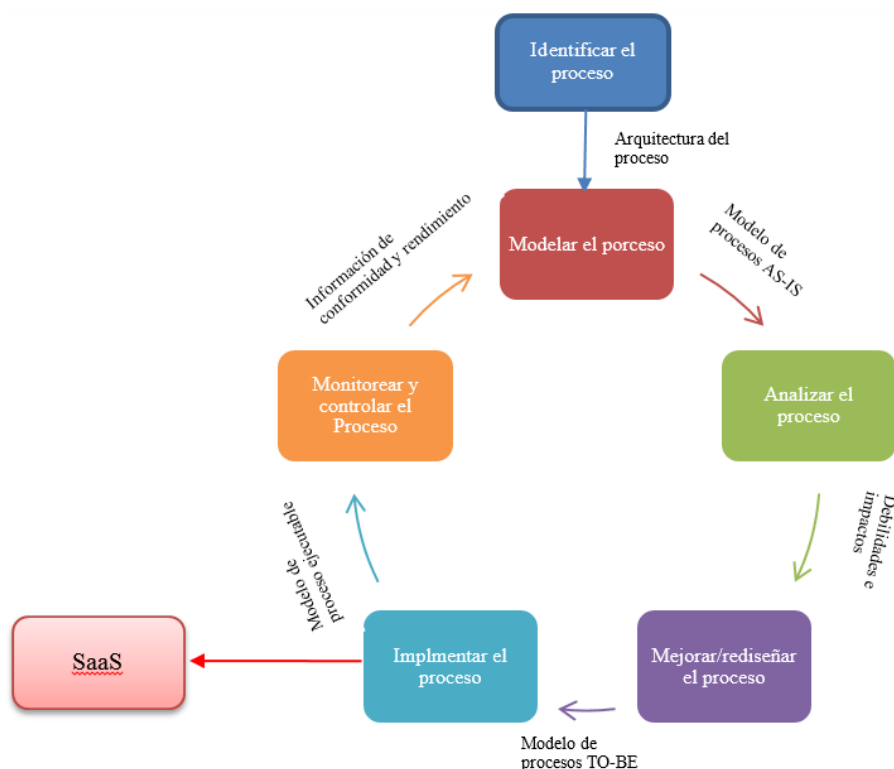 Identificar el
proceso
Arquitectura del
proceso
Modelar el porceso
Modelo de
procesos AS-IS
Analizar el
proceso
Debilidades e
impactos
Mejorar/rediseñar
el proceso
Modelo de
procesos TO-BE
Implmentar el
proceso
SaaS
Modelo de
proceso ejecutable
Monitorear y
controlar el
Proceso
Información de
conformidad y rendimiento